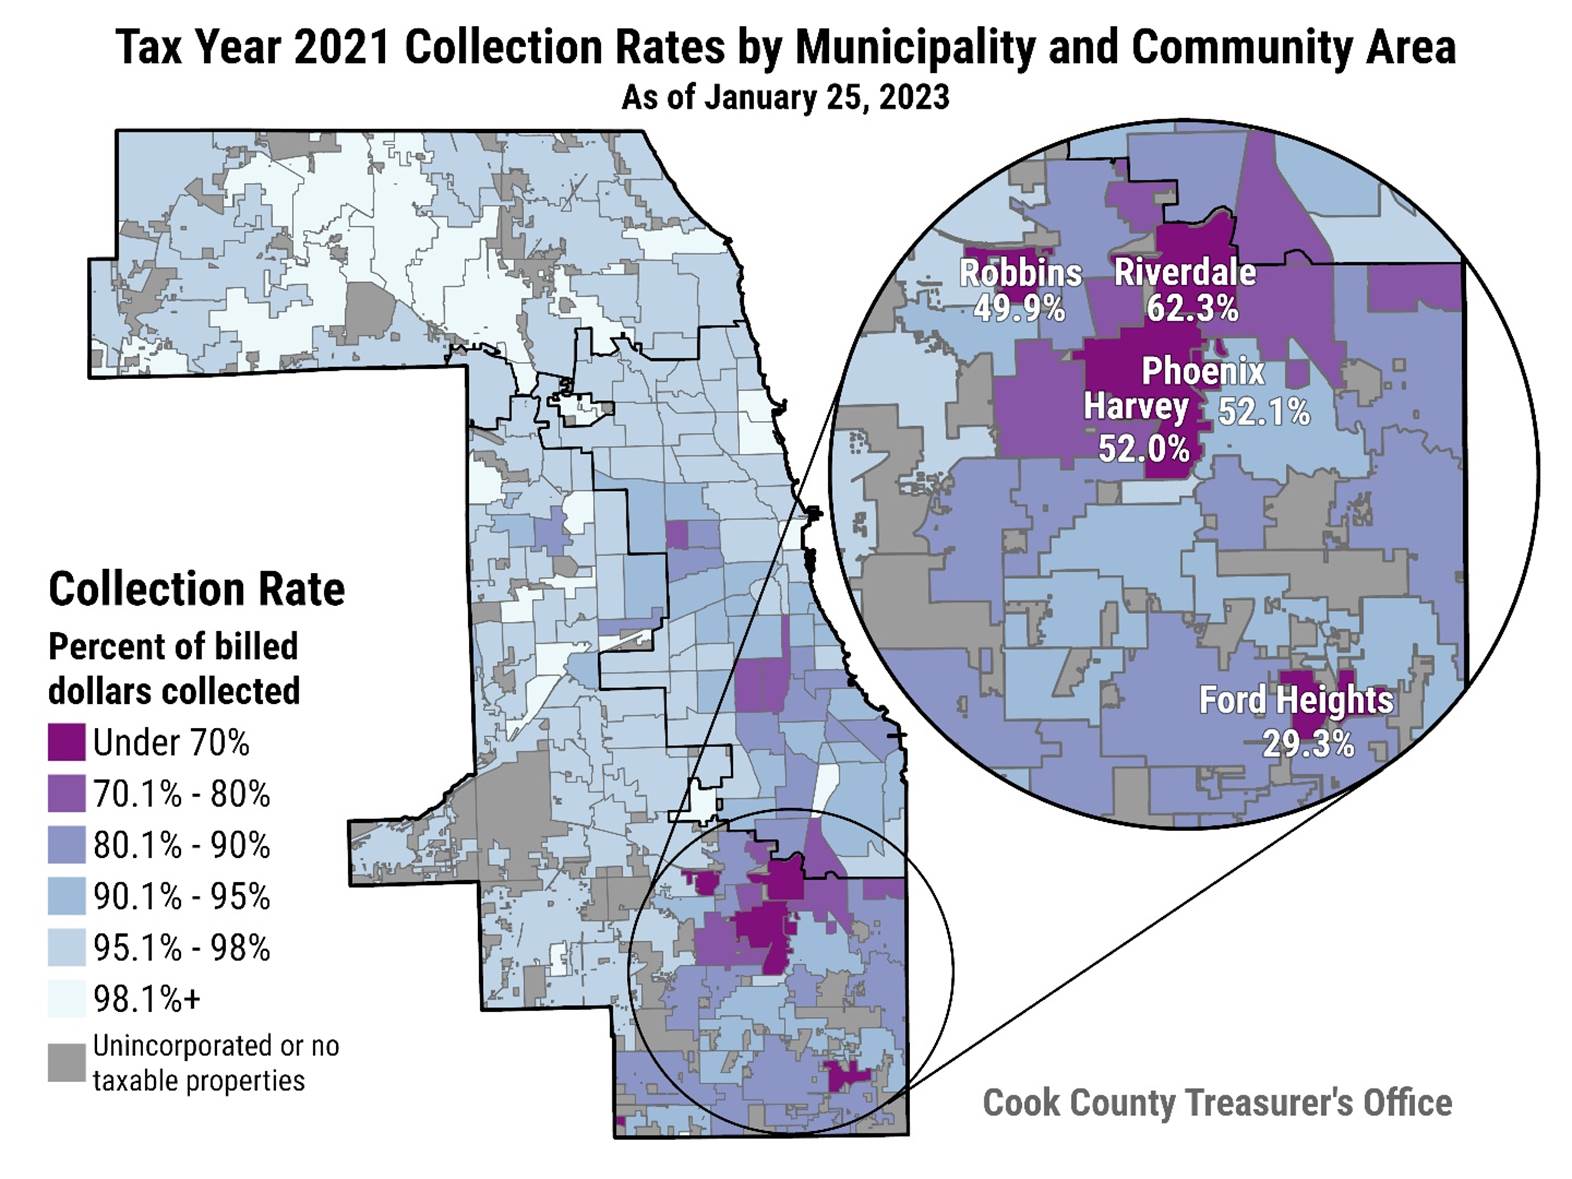 Tax Year 2021 Collection Rates by Municipality and Community Area
As of January 25, 2023
Robbins
49.9%
Riverdale
62.3%
Phoenix
52.1%
Harvey
52.0%
Ford Heights
29.3%
Collection Rate
Percent of billed
dollars collected
Under 70%
70.1% - 80%
80.1% - 90%
90.1% - 95%
95.1% - 98%
98.1%+
Unincorporated or no
taxable properties
Cook County Treasurer's Office